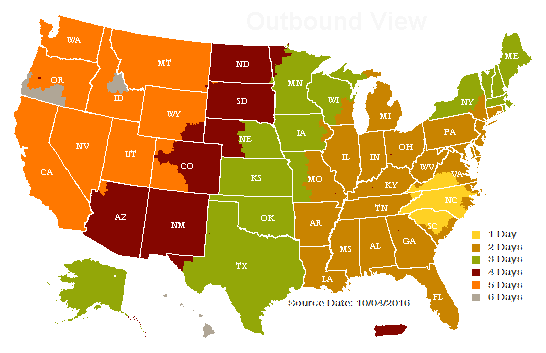 Outbound View
WA
MT
ND
MN
ME
OR
ID
SD
WI
NY
WY
MI
NE
IA
PA
NV
UT
CO
IL
IN
OH
WV
VA
CA
KS
MO
KY
NC
TN
AZ
NM
OK
AR
SC
MS
AL
GA
TX
LA
FL
1 Day
2 Days
3 Days
4 Days
5 Days
6 Days
Source Date: 10/04/2016